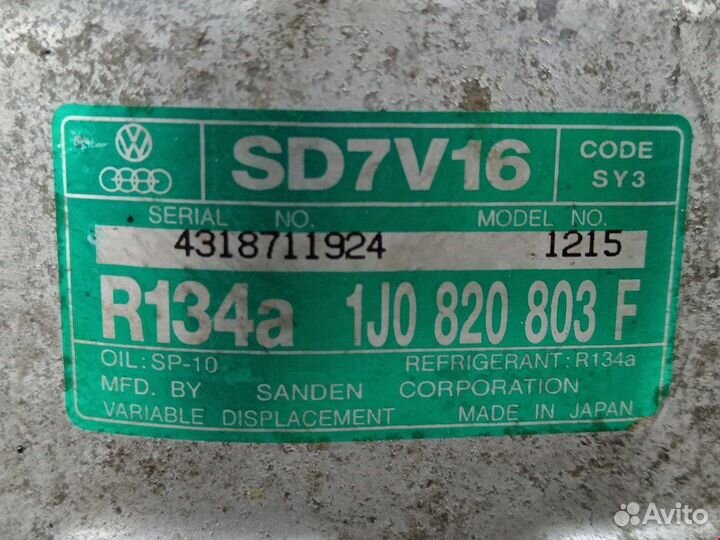 SD7V16
CODE
SY3
SERIAL NO. MODEL NO.
4318711924 1215
R134a 1J0 820 803 F
OIL: SP-10 REFRIGERANT: R134a
MFD. BY SANDEN CORPORATION
VARIABLE DISPLACEMENT MADE IN JAPAN
Avito